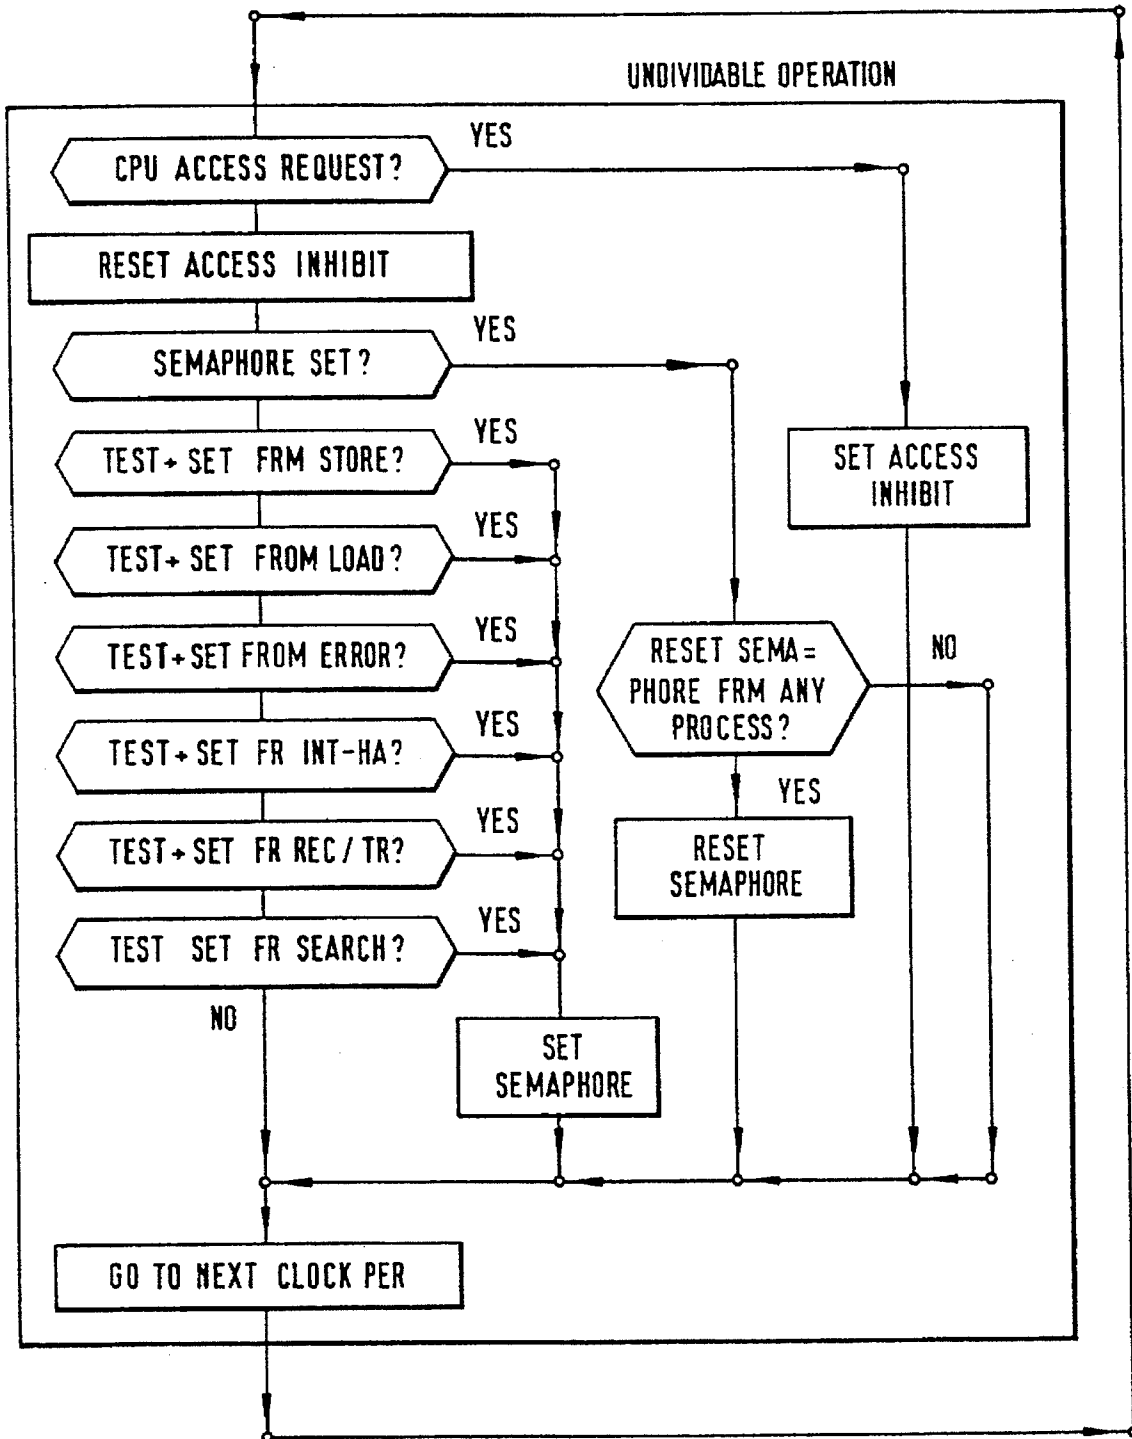 UNDIVIDABLE OPERATION
YES
CPU ACCESS REQUEST?
RESET ACCESS INHIBIT
YES
SEMAPHORE SET?
YES
TEST+ SET FRM STORE?
SET ACCESS
INHIBIT
YES
TEST+ SET FROM LOAD?
YES
TEST+SET FROM ERROR?
RESET SEMA=
PHORE FRM ANY
PROCESS?
NO
YES
TEST+SET FR INT-HA?
YES
YES
TEST+SET FR REC/TR?
RESET
SEMAPHORE
YES
TEST SET FR SEARCH?
NO
SET
SEMAPHORE
GO TO NEXT CLOCK PER